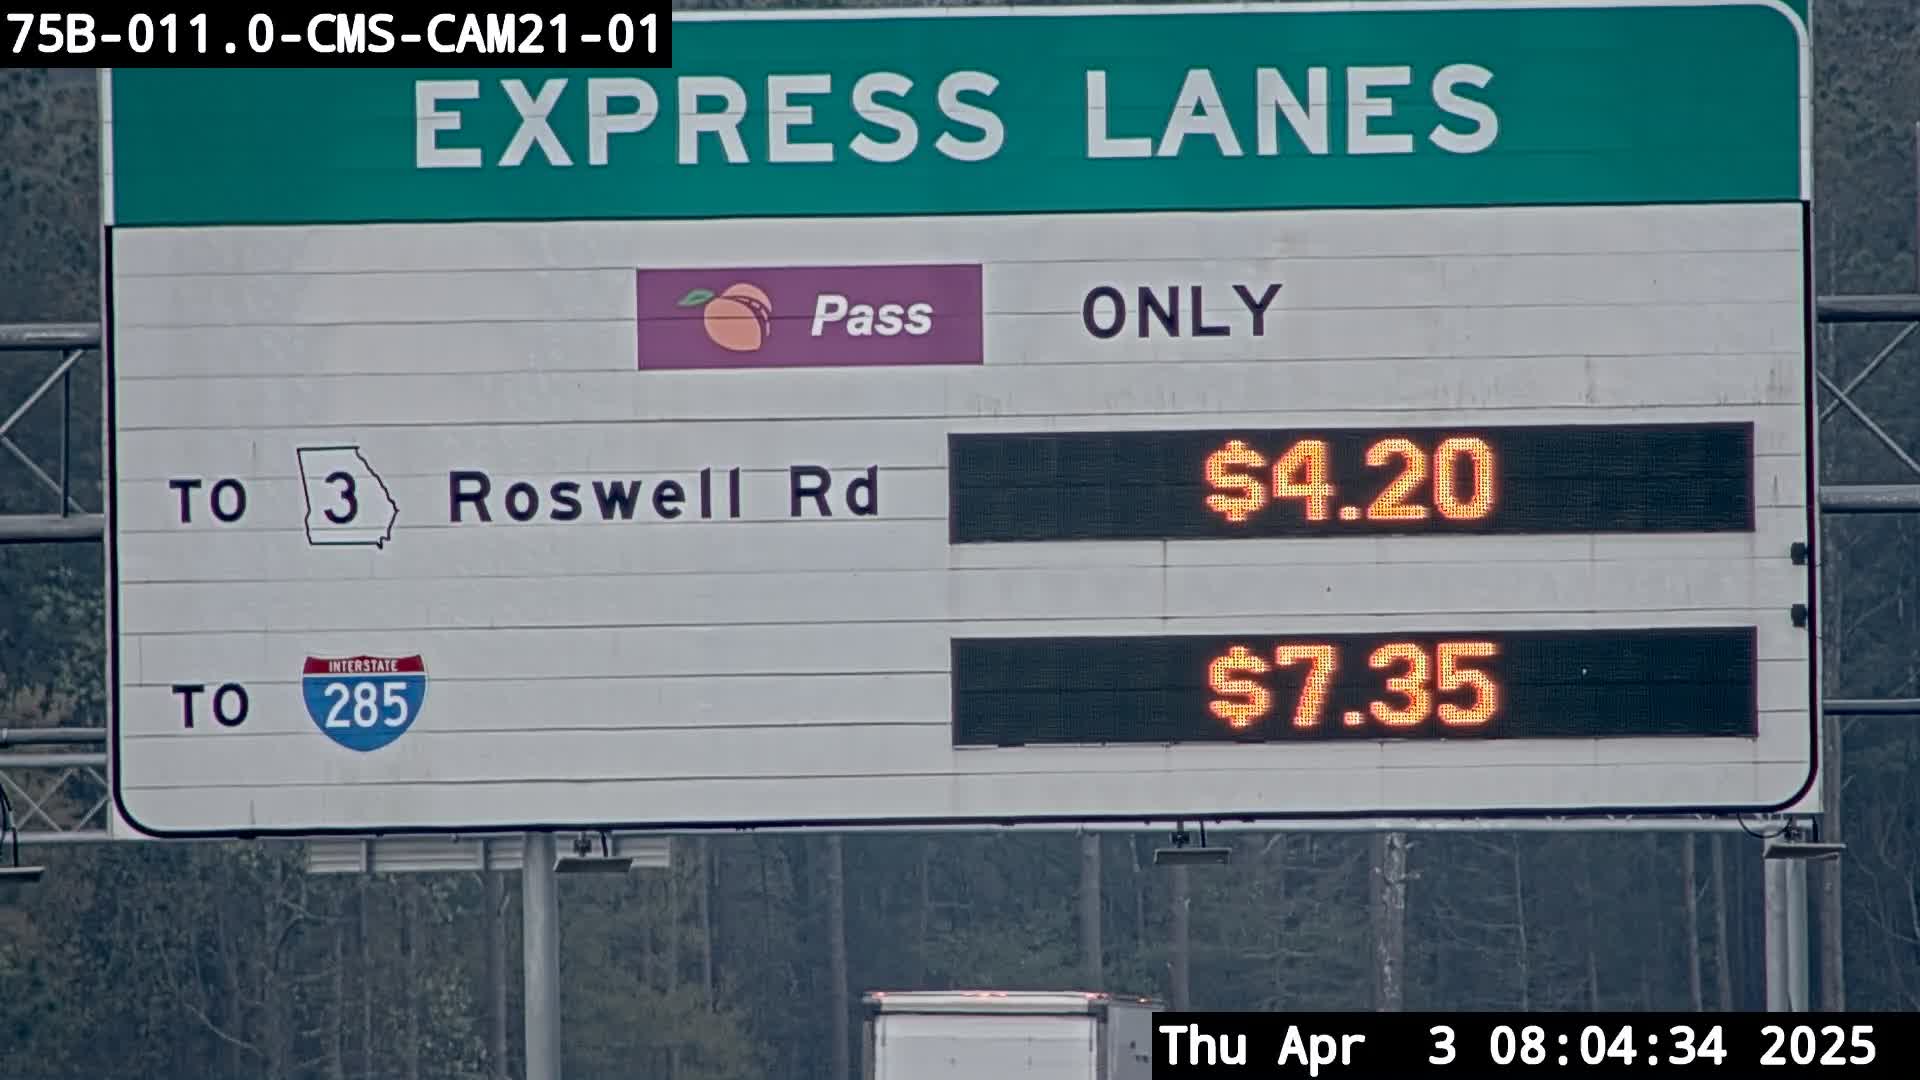 75B-011.0-CMS-CAM21-01
EXPRESS LANES
Pass ONLY
TO 3 Roswell Rd $4.20
INTERSTATE
TO 285 $7.35
Thu Apr 3 08:04:34 2025